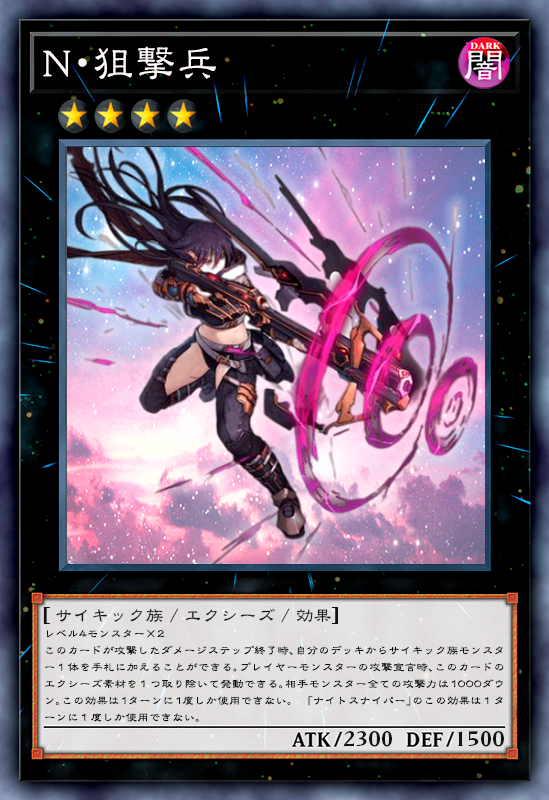 N・狙撃兵
DARK
闇
[サイキック族/エクシーズ/効果]
レベル4モンスター×2
このカードが攻撃したダメージステップ終了時、自分のデッキからサイキック族モンスタ
ー1体を手札に加えることができる。プレイヤーモンスターの攻撃宣言時、このカードの
エクシーズ素材を1つ取り除いて発動できる。相手モンスター全ての攻撃力は1000ダウ
ン。この効果は1ターンに1度しか使用できない。 「ナイトスナイパー」のこの効果は1タ
ーンに1度しか使用できない。
ATK/2300 DEF/1500